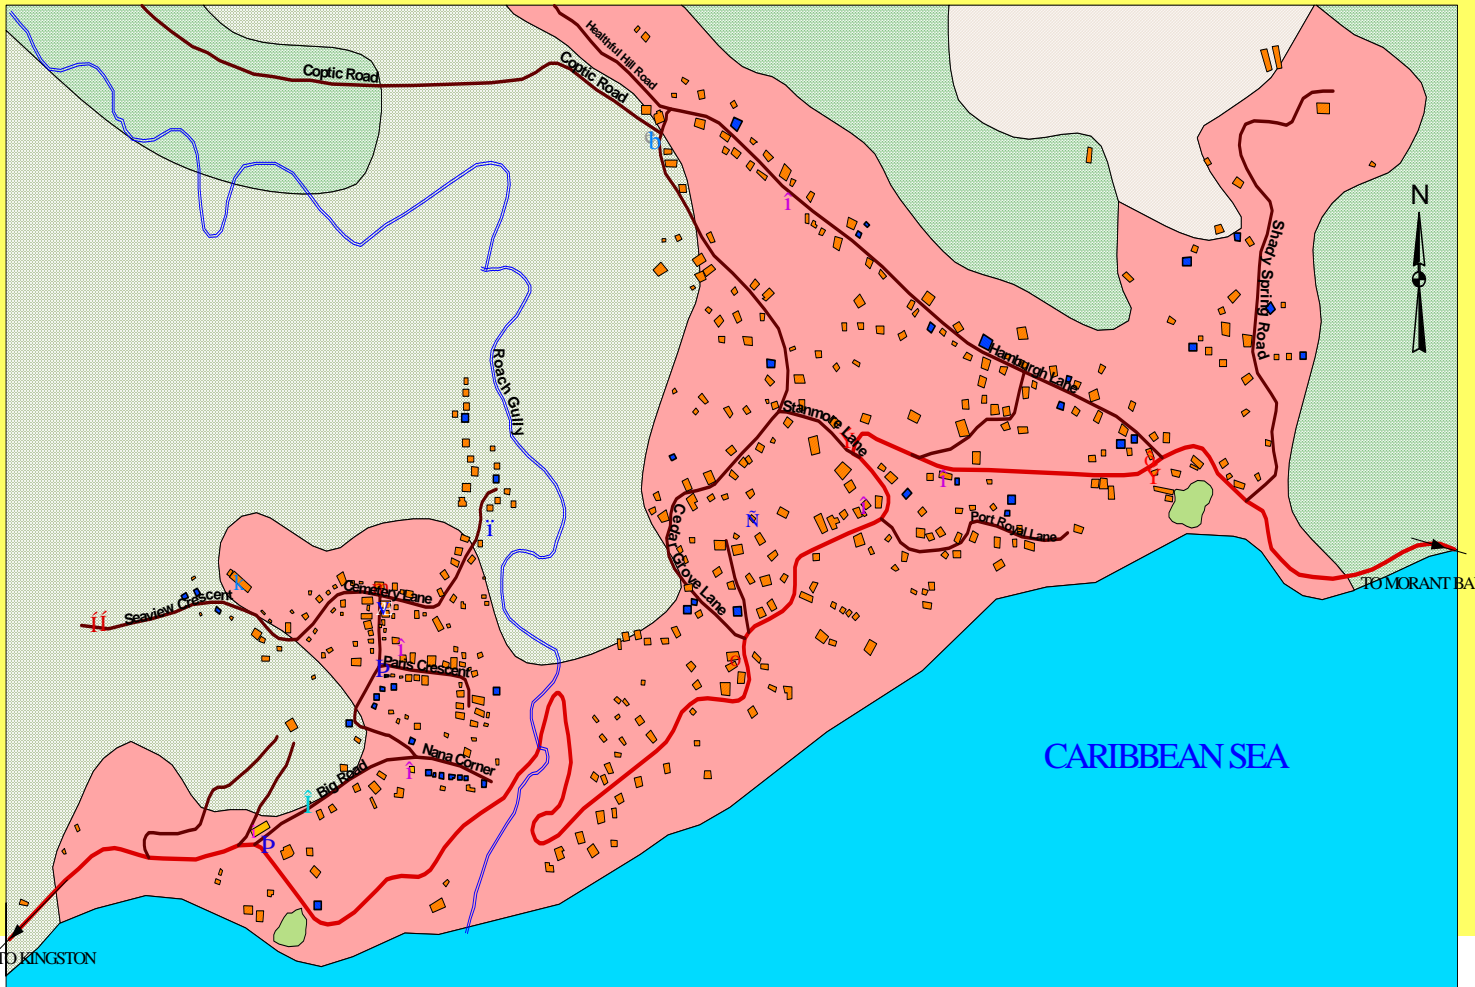 Healthful Hill Road
Coptic Road
Coptic Road
N
Shady Spring Road
Roach Gully
Hamburgh Lane
Stanmore Lane
Cedar Grove Lane
Port Royal Lane
TO MORANT BA
Seaview Crescent
Cemetery Lane
Paris Crescent
Nana Corner
Big Road
CARIBBEAN SEA
TO KINGSTON